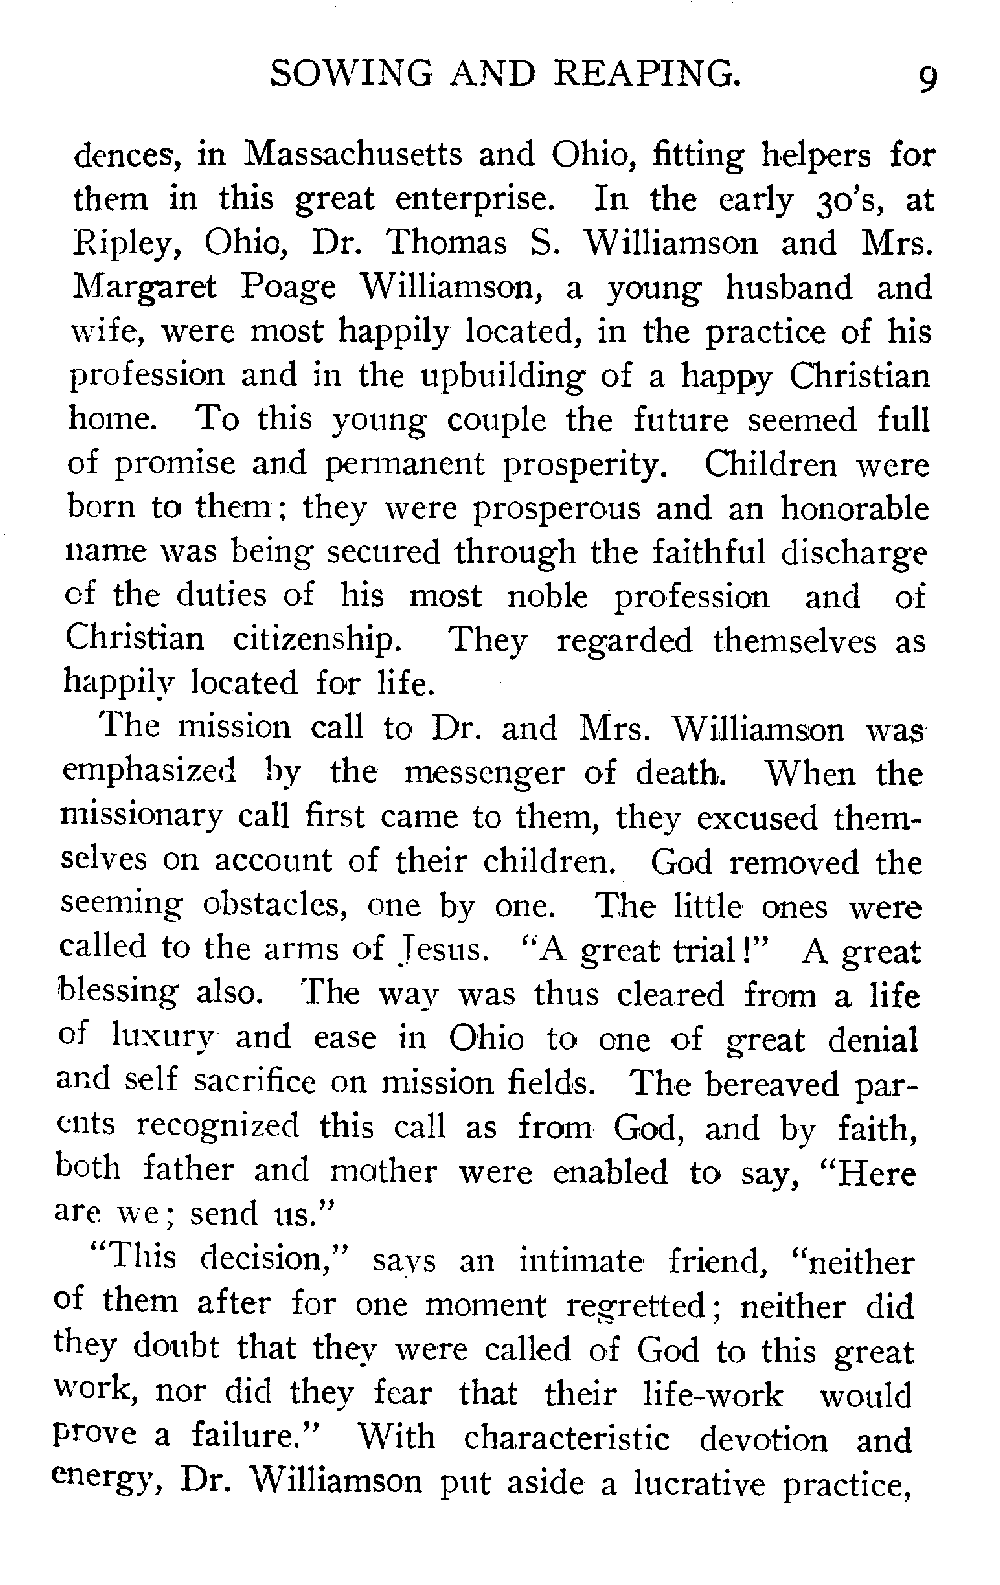 SOWING AND REAPING. 9
dences, in Massachusetts and Ohio, fitting helpers for
them in this great enterprise. In the early 30's, at
Ripley, Ohio, Dr. Thomas S. Williamson and Mrs.
Margaret Poage Williamson, a young husband and
wife, were most happily located, in the practice of his
profession and in the upbuilding of a happy Christian
home. To this young couple the future seemed full
of promise and permanent prosperity. Children were
born to them; they were prosperous and an honorable
name was being secured through the faithful discharge
of the duties of his most noble profession and of
Christian citizenship. They regarded themselves as
happily located for life.
The mission call to Dr. and Mrs. Williamson was
emphasized by the messenger of death. When the
missionary call first came to them, they excused them-
selves on account of their children. God removed the
seeming obstacles, one by one. The little ones were
called to the arms of Jesus. "A great trial!" A great
blessing also. The way was thus cleared from a life
of luxury and ease in Ohio to one of great denial
and self sacrifice on mission fields. The bereaved par-
ents recognized this call as from God, and by faith,
both father and mother were enabled to say, "Here
are we; send us."
"This decision," says an intimate friend, "neither
of them after for one moment regretted; neither did
they doubt that they were called of God to this great
work, nor did they fear that their life-work would
prove a failure." With characteristic devotion and
energy, Dr. Williamson put aside a lucrative practice,